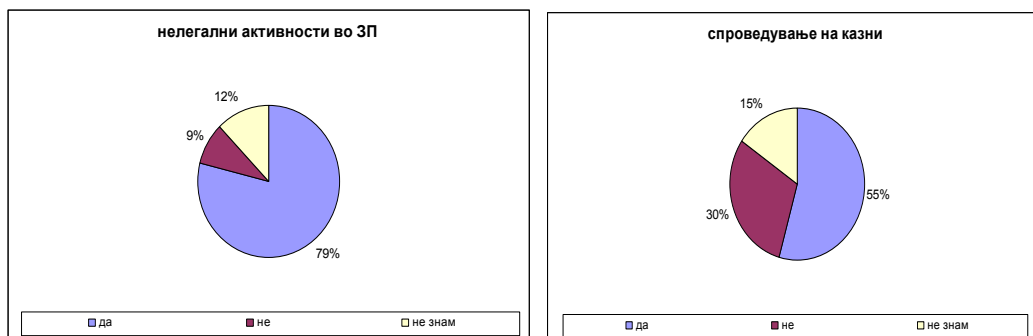 нелегални активности во ЗП
12%
9%
79%
да не не знам
спроведување на казни
15%
55%
30%
да не не знам